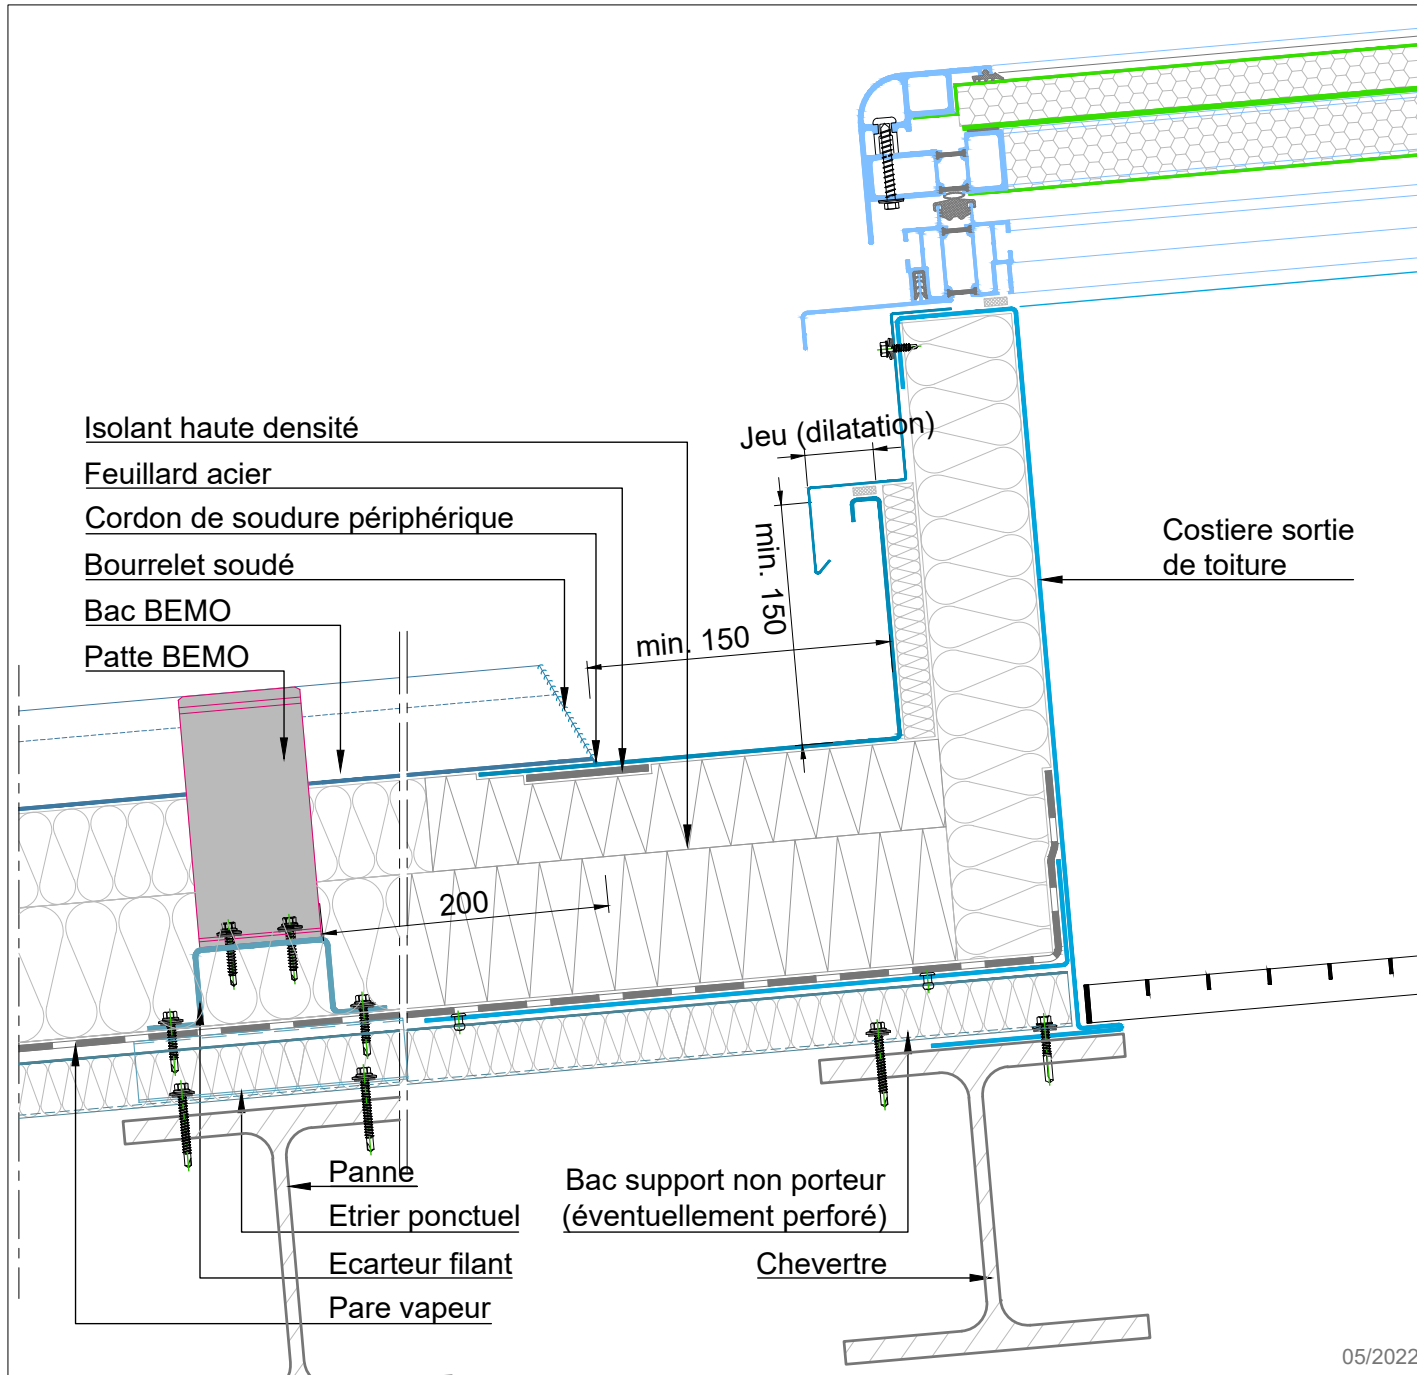 Isolant haute densité
Feuillard acier
Cordon de soudure périphérique
Bourrelet soudé
Bac BEMO
Patte BEMO
Jeu (dilatation)
min. 150
min. 150
Costiere sortie
de toiture
200
Panne
Etrier ponctuel
Ecarteur filant
Pare vapeur
Bac support non porteur
(éventuellement perforé)
Chevertre
05/2022